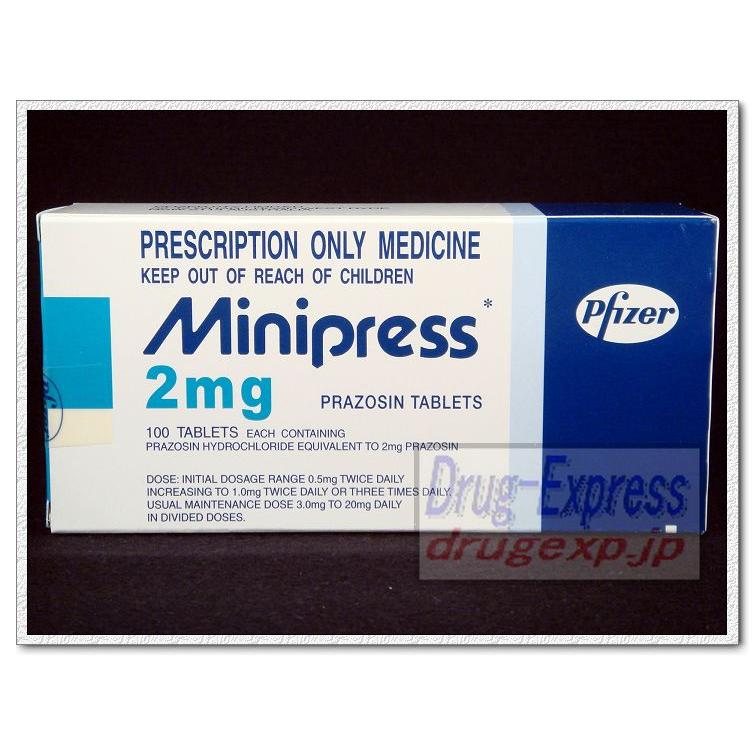 PRESCRIPTION ONLY MEDICINE
KEEP OUT OF REACH OF CHILDREN
Minipress*
2mg PRAZOSIN TABLETS
100 TABLETS EACH CONTAINING
PRAZOSIN HYDROCHLORIDE EQUIVALENT TO 2mg PRAZOSIN
DOSE: INITIAL DOSAGE RANGE 0.5mg TWICE DAILY
INCREASING TO 1.0mg TWICE DAILY OR THREE TIMES DAILY.
USUAL MAINTENANCE DOSE 3.0mg TO 20mg DAILY
IN DIVIDED DOSES.
Pfizer
Pfizer
Drug-Express
drugexp.jp